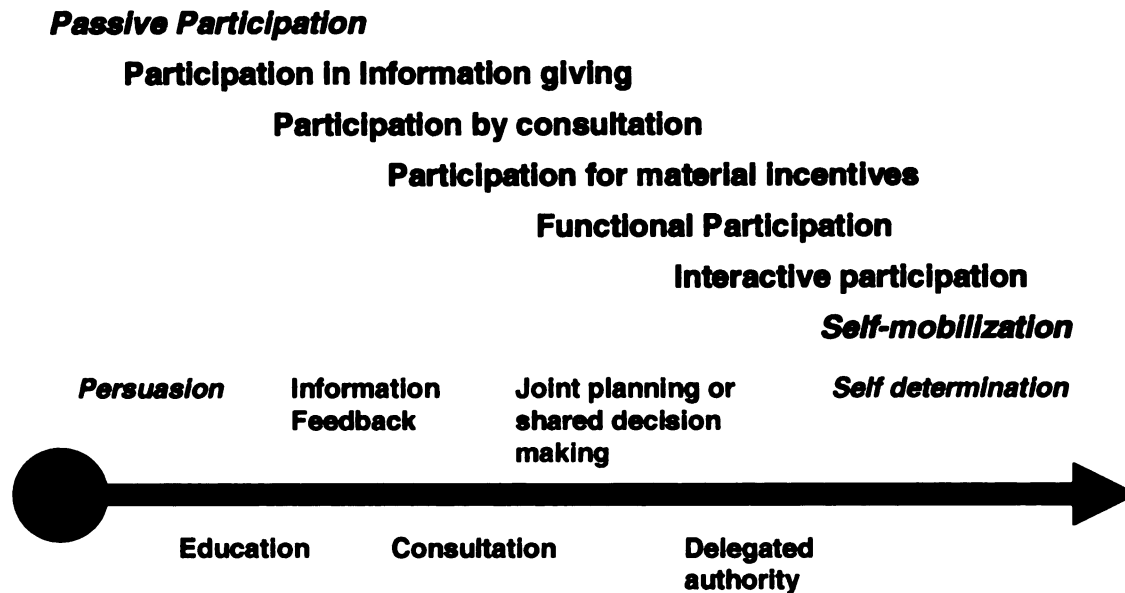 Passive Participation
Participation in Information giving
Participation by consultation
Participation for material incentives
Functional Participation
Interactive participation
Self-mobilization
Persuasion
Information
Feedback
Joint planning or
shared decision
making
Self determination
Education
Consultation
Delegated
authority